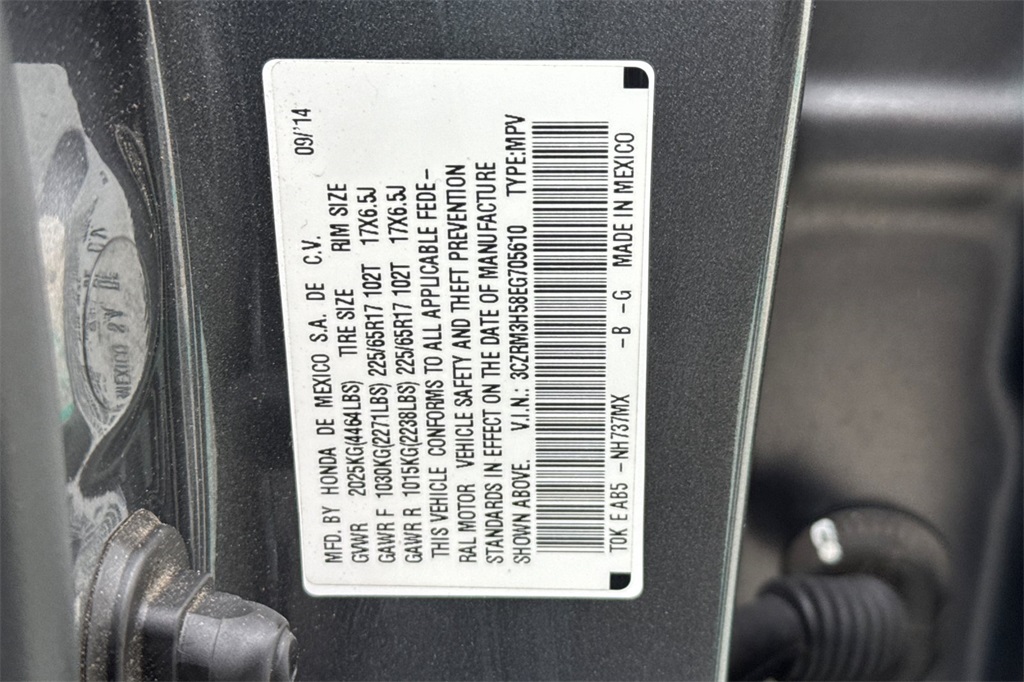 MFD. BY HONDA DE MEXICO S.A. DE C.V. 09/'14
GVWR 2025KG(4464LBS) TIRE SIZE RIM SIZE
GAWR F 1030KG(2271LBS) 225/65R17 102T 17X6.5J
GAWR R 1015KG(2238LBS) 225/65R17 102T 17X6.5J
THIS VEHICLE CONFORMS TO ALL APPLICABLE FEDE-
RAL MOTOR VEHICLE SAFETY AND THEFT PREVENTION
STANDARDS IN EFFECT ON THE DATE OF MANUFACTURE
SHOWN ABOVE. V.I.N.: 3CZRM3H58EG705610 TYPE:MPV
T0K E AB5 -NH737MX -B -G MADE IN MEXICO